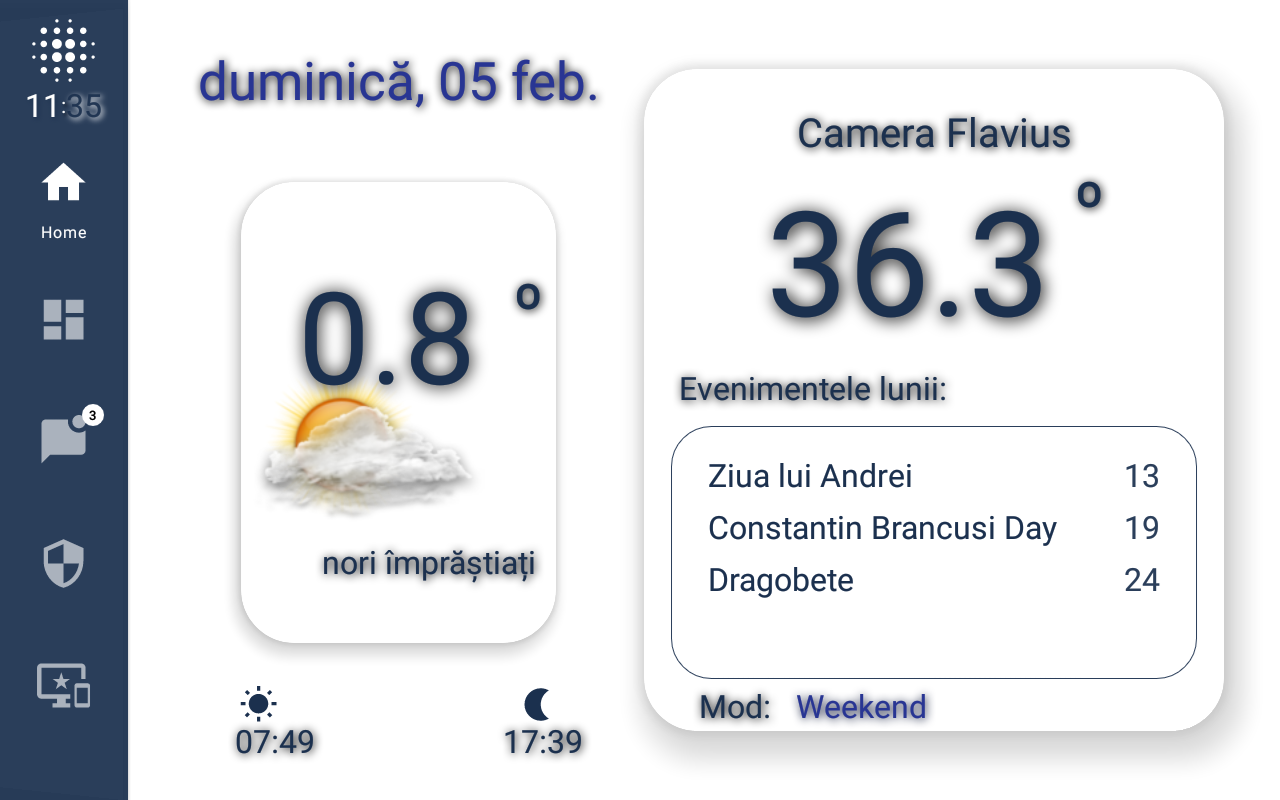 11:35
Home
3
duminică, 05 feb.
0.8 °
nori împrăștiați
07:49
17:39
Camera Flavius
36.3 °
Evenimentele lunii:
Ziua lui Andrei 13
Constantin Brancusi Day 19
Dragobete 24
Mod: Weekend